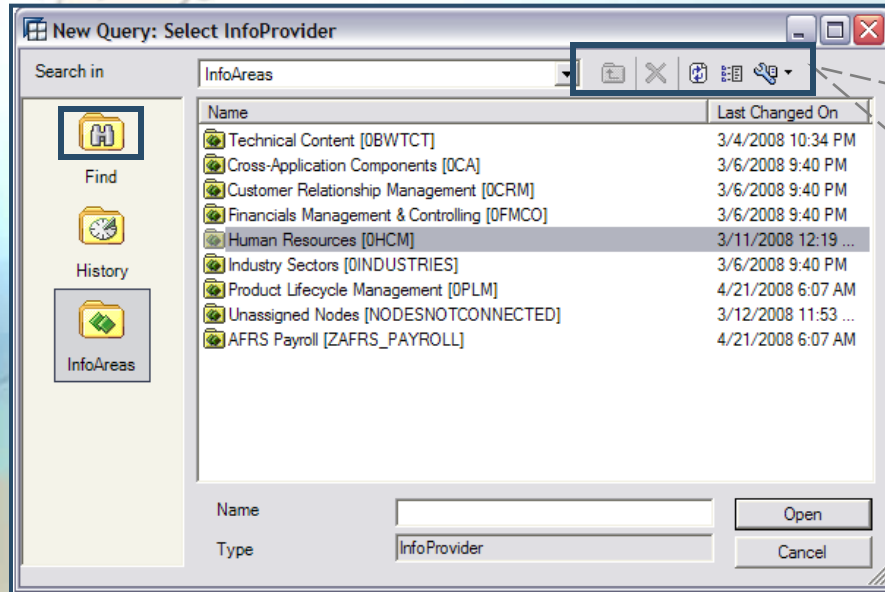 New Query: Select InfoProvider
Search in InfoAreas
Name Last Changed On
Technical Content [0BWTCT] 3/4/2008 10:34 PM
Cross-Application Components [0CA] 3/6/2008 9:40 PM
Customer Relationship Management [0CRM] 3/6/2008 9:40 PM
Financials Management & Controlling [0FMCO] 3/6/2008 9:40 PM
Human Resources [0HCM] 3/11/2008 12:19 ...
Industry Sectors [0INDUSTRIES] 3/6/2008 9:40 PM
Product Lifecycle Management [0PLM] 4/21/2008 6:07 AM
Unassigned Nodes [NODESNOTCONNECTED] 3/12/2008 11:53 ...
AFRS Payroll [ZAFRS_PAYROLL] 4/21/2008 6:07 AM
Find
History
InfoAreas
Name Open
Type InfoProvider Cancel